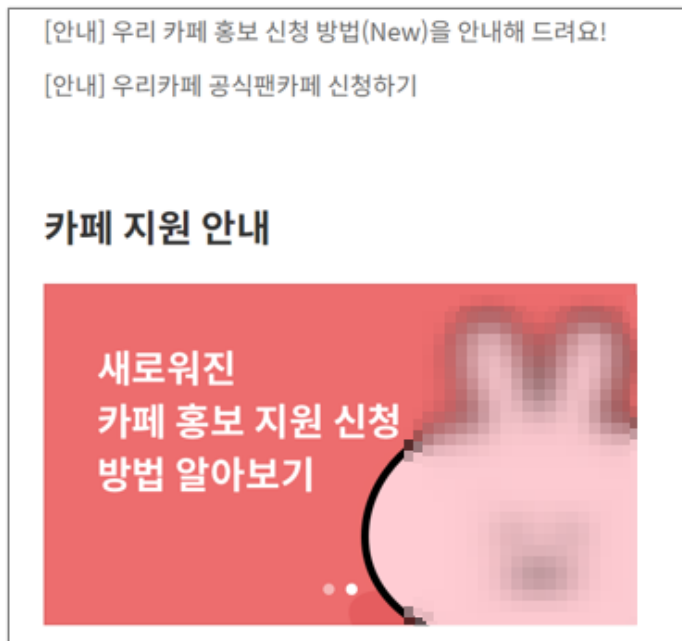 [안내] 우리 카페 홍보 신청 방법(New)을 안내해 드려요!
[안내] 우리카페 공식팬카페 신청하기
카페 지원 안내
새로워진
카페 홍보 지원 신청
방법 알아보기